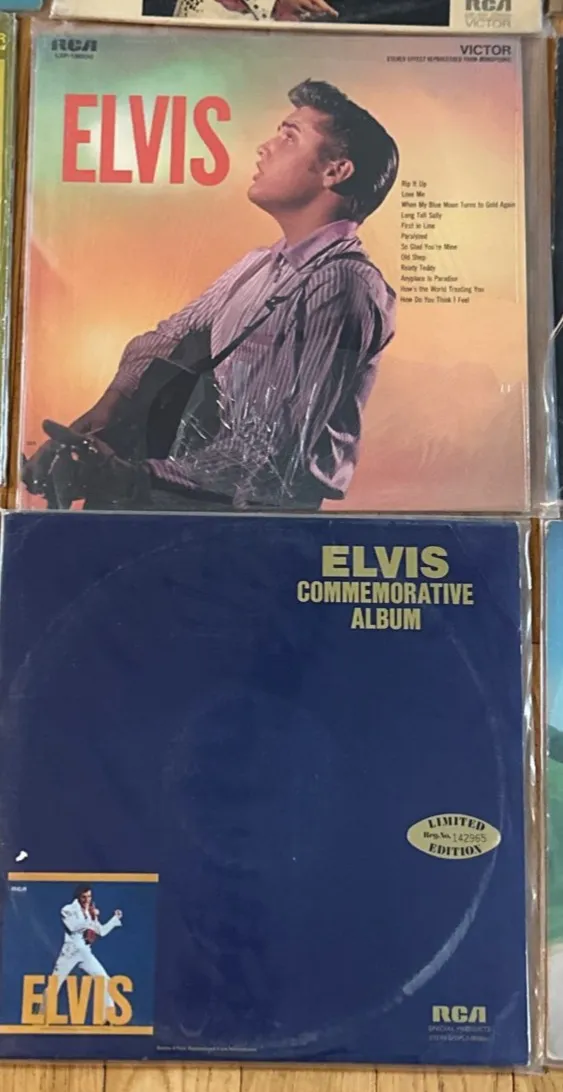 RCA
VICTOR
RCA
VICTOR
STEREO EFFECT REPROCESSED FROM MONOPHONIC
ELVIS
Rip It Up
Love Me
When My Blue Moon Turns to Gold Again
Long Tall Sally
First in Line
Paralyzed
So Glad You're Mine
Old Shep
Ready Teddy
Anyplace Is Paradise
How's the World Treating You
How Do You Think I Feel
ELVIS
COMMEMORATIVE
ALBUM
LIMITED
Reg. No. 142965
EDITION
RCA
ELVIS
RCA
SPECIAL PRODUCTS